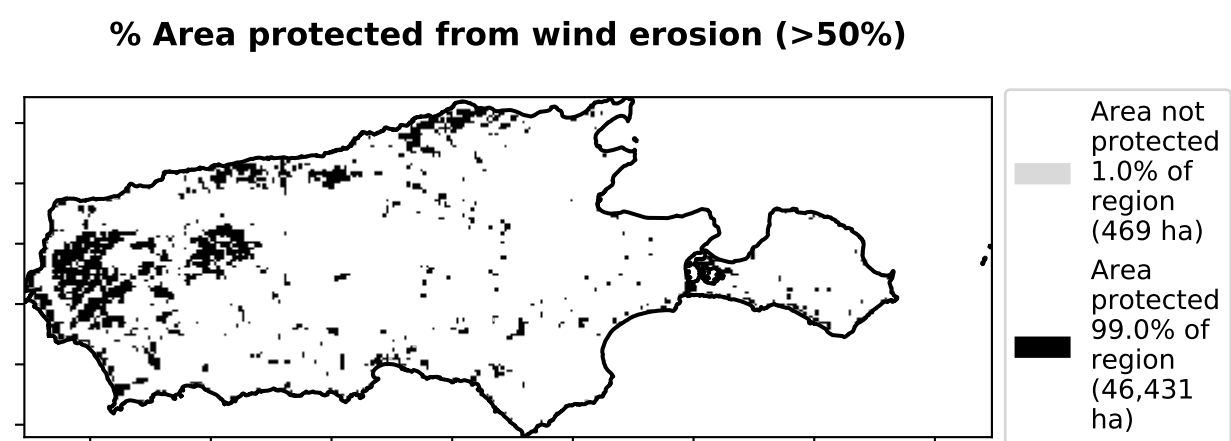 % Area protected from wind erosion (>50%)
Area not
protected
1.0% of
region
(469 ha)
Area
protected
99.0% of
region
(46,431
ha)